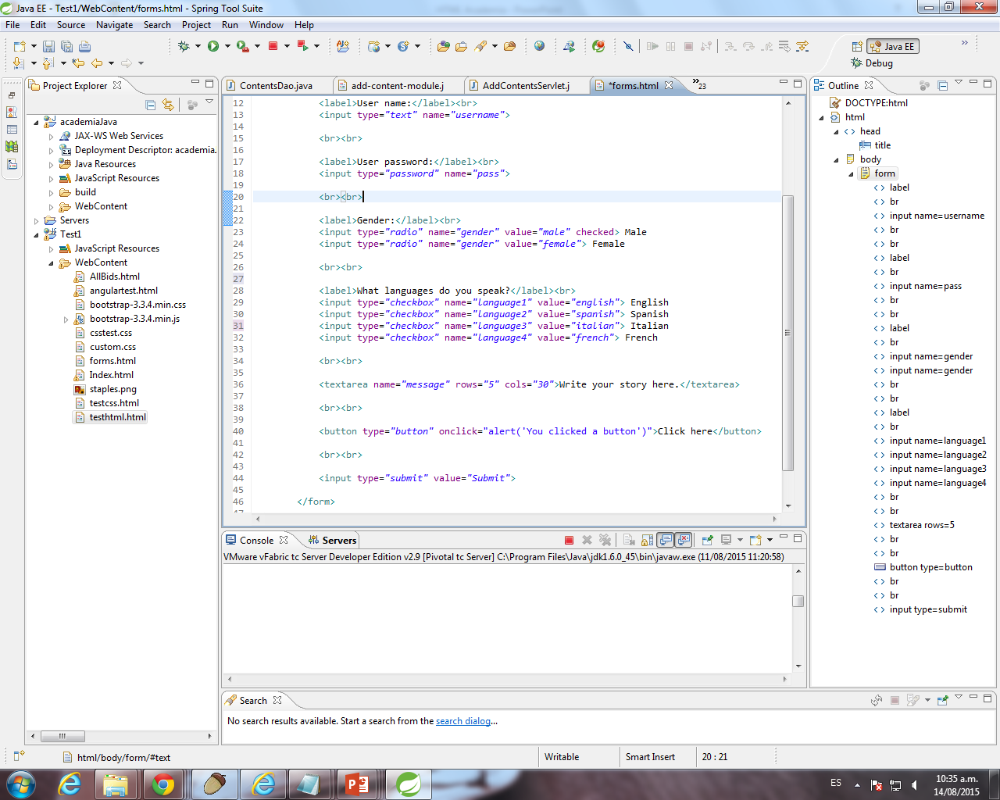 Java EE - Test1/WebContent/forms.html - Spring Tool Suite
File Edit Source Navigate Search Project Run Window Help
Java EE
Debug
Project Explorer
academiaJava
JAX-WS Web Services
Deployment Descriptor: academia.
Java Resources
JavaScript Resources
build
WebContent
Servers
Test1
JavaScript Resources
WebContent
AllBids.html
angulartest.html
bootstrap-3.3.4.min.css
bootstrap-3.3.4.min.js
csstest.css
custom.css
forms.html
Index.html
staples.png
testcss.html
testhtml.html
ContentsDao.java add-content-module.j AddContentsServlet.j *forms.html »23
12 <label>User name:</label><br>
13 <input type="text" name="username">
14
15 <br><br>
16
17 <label>User password:</label><br>
18 <input type="password" name="pass">
19
20 <br><br>
21
22 <label>Gender:</label><br>
23 <input type="radio" name="gender" value="male" checked> Male
24 <input type="radio" name="gender" value="female"> Female
25
26 <br><br>
27
28 <label>What languages do you speak?</label><br>
29 <input type="checkbox" name="language1" value="english"> English
30 <input type="checkbox" name="language2" value="spanish"> Spanish
31 <input type="checkbox" name="language3" value="italian"> Italian
32 <input type="checkbox" name="language4" value="french"> French
33
34 <br><br>
35
36 <textarea name="message" rows="5" cols="30">Write your story here.</textarea>
37
38 <br><br>
39
40 <button type="button" onclick="alert('You clicked a button')">Click here</button>
41
42 <br><br>
43
44 <input type="submit" value="Submit">
45
46 </form>
Console Servers
VMware vFabric tc Server Developer Edition v2.9 [Pivotal tc Server] C:\Program Files\Java\jdk1.6.0_45\bin\javaw.exe (11/08/2015 11:20:58)
Search
No search results available. Start a search from the search dialog...
Outline
DOCTYPE:html
html
head
title
body
form
label
br
input name=username
br
br
label
br
input name=pass
br
br
label
br
input name=gender
input name=gender
br
br
label
br
input name=language1
input name=language2
input name=language3
input name=language4
br
br
textarea rows=5
br
br
button type=button
br
br
input type=submit
html/body/form/#text Writable Smart Insert 20 : 21
ES 10:35 a.m.
14/08/2015